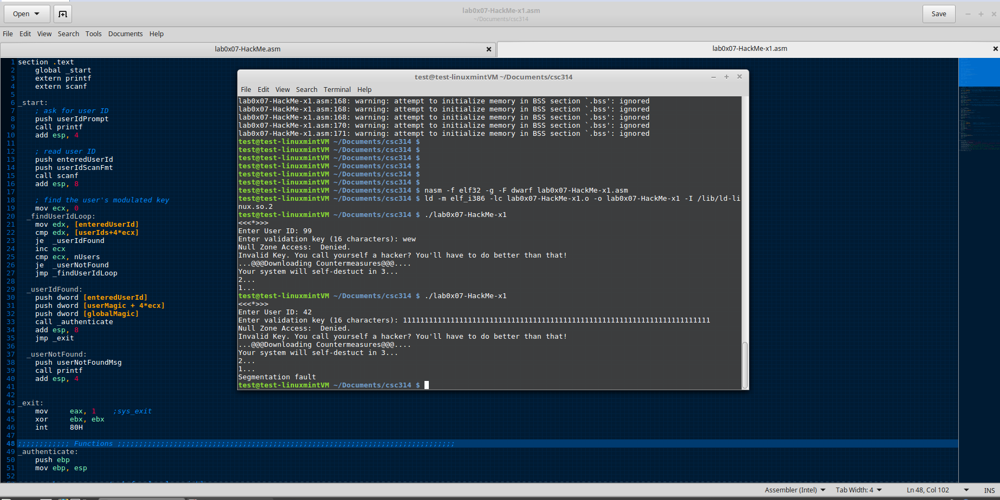 Open
lab0x07-HackMe-x1.asm
~/Documents/csc314
Save
File Edit View Search Tools Documents Help
lab0x07-HackMe.asm
lab0x07-HackMe-x1.asm
1 section .text
2 global _start
3 extern printf
4 extern scanf
5
6 _start:
7 ; ask for user ID
8 push userIdPrompt
9 call printf
10 add esp, 4
11
12 ; read user ID
13 push enteredUserId
14 push userIdScanFmt
15 call scanf
16 add esp, 8
17
18 ; find the user's modulated key
19 mov ecx, 0
20 _findUserIdLoop:
21 mov edx, [enteredUserId]
22 cmp edx, [userIds+4*ecx]
23 je _userIdFound
24 inc ecx
25 cmp ecx, nUsers
26 je _userNotFound
27 jmp _findUserIdLoop
28
29 _userIdFound:
30 push dword [enteredUserId]
31 push dword [userMagic + 4*ecx]
32 push dword [globalMagic]
33 call _authenticate
34 add esp, 8
35 jmp _exit
36
37 _userNotFound:
38 push userNotFoundMsg
39 call printf
40 add esp, 4
41
42
43 _exit:
44 mov eax, 1 ;sys_exit
45 xor ebx, ebx
46 int 80H
47
48 ;;;;;;;;;;;; Functions ;;;;;;;;;;;;;;;;;;;;;;;;;;;;;;;;;;;;;;;;;;;;;;;;;;;;;;;;;;;;;;;;;;;;;;;;;;;;;;
49 _authenticate:
50 push ebp
51 mov ebp, esp
52
test@test-linuxmintVM ~/Documents/csc314
File Edit View Search Terminal Help
lab0x07-HackMe-x1.asm:168: warning: attempt to initialize memory in BSS section `.bss': ignored
lab0x07-HackMe-x1.asm:168: warning: attempt to initialize memory in BSS section `.bss': ignored
lab0x07-HackMe-x1.asm:168: warning: attempt to initialize memory in BSS section `.bss': ignored
lab0x07-HackMe-x1.asm:170: warning: attempt to initialize memory in BSS section `.bss': ignored
lab0x07-HackMe-x1.asm:171: warning: attempt to initialize memory in BSS section `.bss': ignored
test@test-linuxmintVM ~/Documents/csc314 $
test@test-linuxmintVM ~/Documents/csc314 $
test@test-linuxmintVM ~/Documents/csc314 $
test@test-linuxmintVM ~/Documents/csc314 $
test@test-linuxmintVM ~/Documents/csc314 $
test@test-linuxmintVM ~/Documents/csc314 $
test@test-linuxmintVM ~/Documents/csc314 $ nasm -f elf32 -g -F dwarf lab0x07-HackMe-x1.asm
test@test-linuxmintVM ~/Documents/csc314 $ ld -m elf_i386 -lc lab0x07-HackMe-x1.o -o lab0x07-HackMe-x1 -I /lib/ld-li
nux.so.2
test@test-linuxmintVM ~/Documents/csc314 $ ./lab0x07-HackMe-x1
<<<*>>>
Enter User ID: 99
Enter validation key (16 characters): wew
Null Zone Access:  Denied.
Invalid Key. You call yourself a hacker? You'll have to do better than that!
...@@@Downloading Countermeasures@@@....
Your system will self-destuct in 3...
2...
1...
test@test-linuxmintVM ~/Documents/csc314 $ ./lab0x07-HackMe-x1
<<<*>>>
Enter User ID: 42
Enter validation key (16 characters): 11111111111111111111111111111111111111111111111111111111111111111111111
Null Zone Access:  Denied.
Invalid Key. You call yourself a hacker? You'll have to do better than that!
...@@@Downloading Countermeasures@@@....
Your system will self-destuct in 3...
2...
1...
Segmentation fault
test@test-linuxmintVM ~/Documents/csc314 $
Assembler (Intel) Tab Width: 4 Ln 48, Col 102 INS